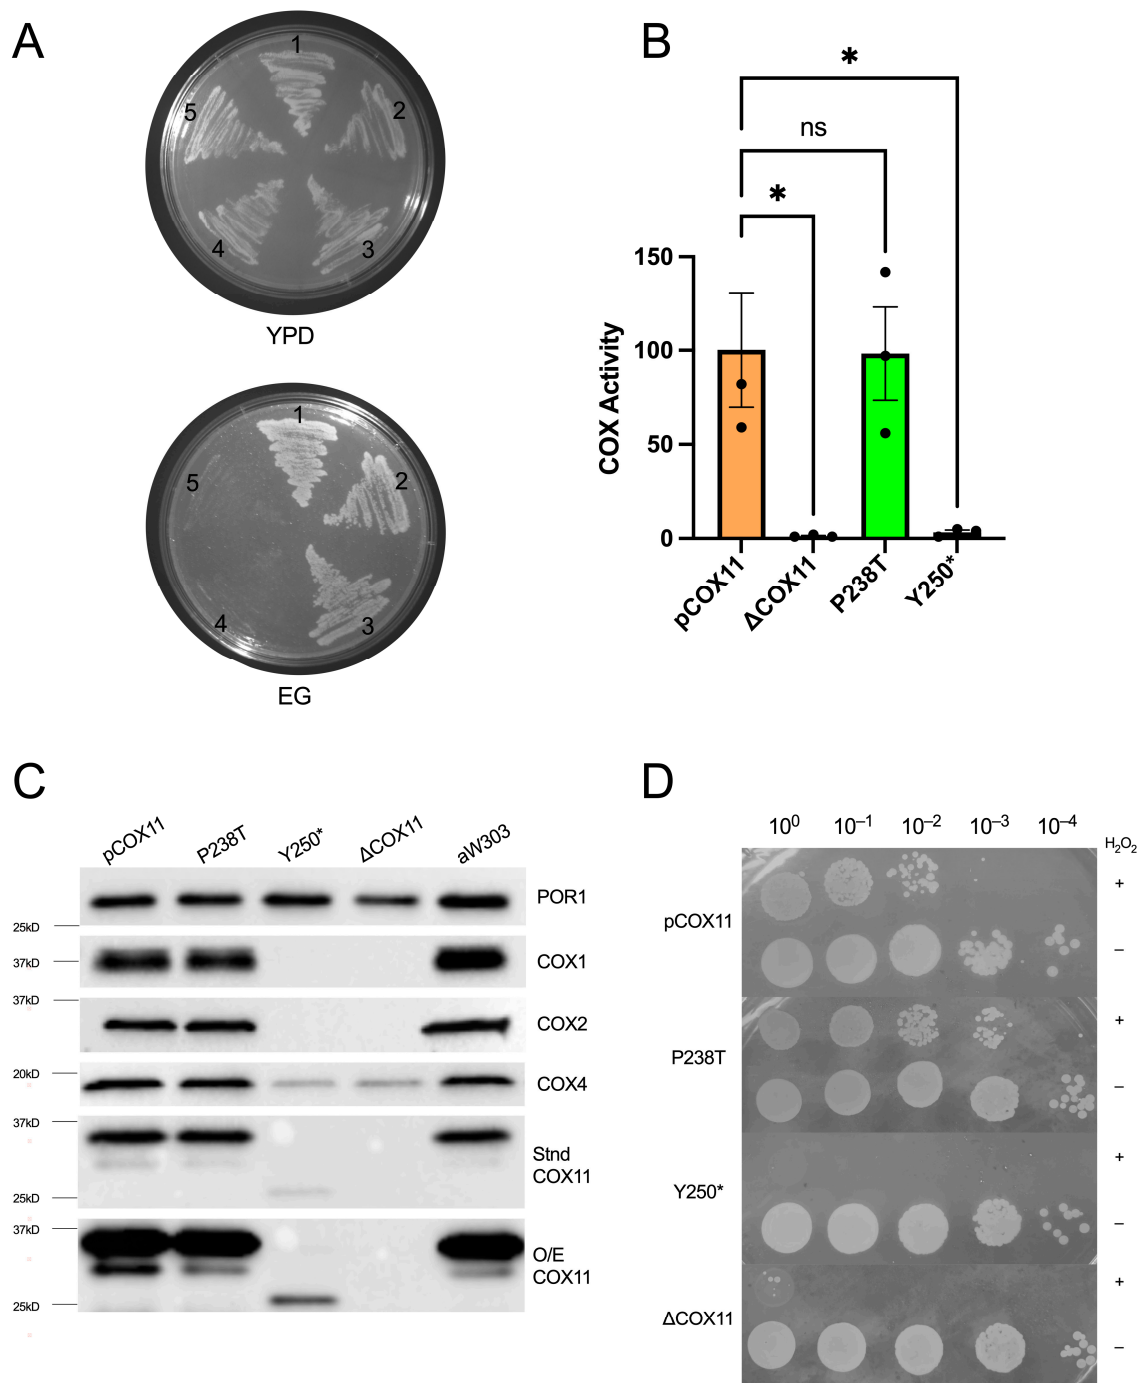 A
1
2
3
4
5
YPD
1
2
3
4
5
EG
B
*
ns
*
150
100
50
0
COX Activity
pCOX11
ΔCOX11
P238T
Y250*
C
pCOX11 P238T Y250* ΔCOX11 aW303
POR1
25kD
37kD
COX1
37kD
COX2
20kD
COX4
37kD
Stnd
COX11
25kD
37kD
O/E
COX11
25kD
D
10⁰ 10⁻¹ 10⁻² 10⁻³ 10⁻⁴
H₂O₂
+
pCOX11
–
+
P238T
–
+
Y250*
–
+
ΔCOX11
–